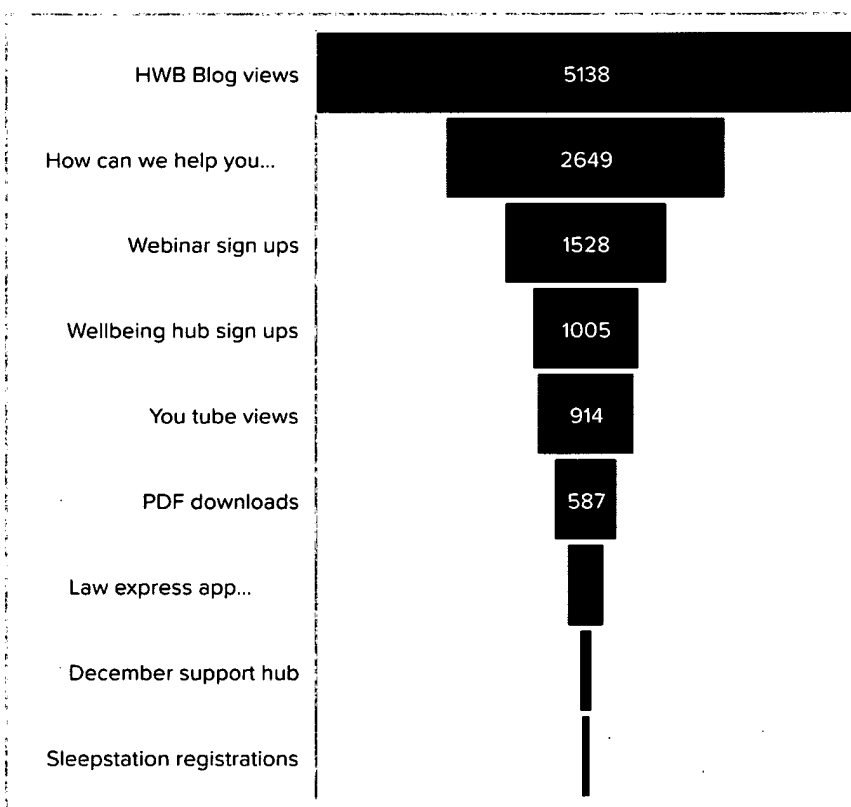 HWB Blog views 5138
How can we help you... 2649
Webinar sign ups 1528
Wellbeing hub sign ups 1005
You tube views 914
PDF downloads 587
Law express app...
December support hub
Sleepstation registrations